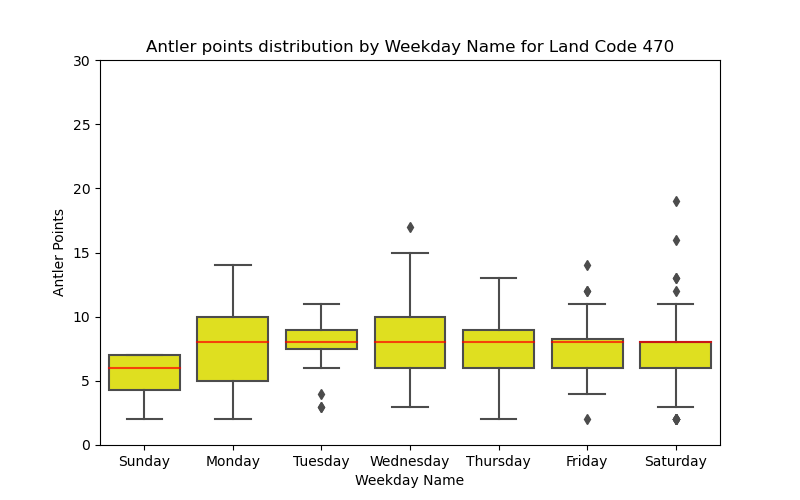 Antler points distribution by Weekday Name for Land Code 470
30
25
20
15
10
5
0
Antler Points
Sunday Monday Tuesday Wednesday Thursday Friday Saturday
Weekday Name